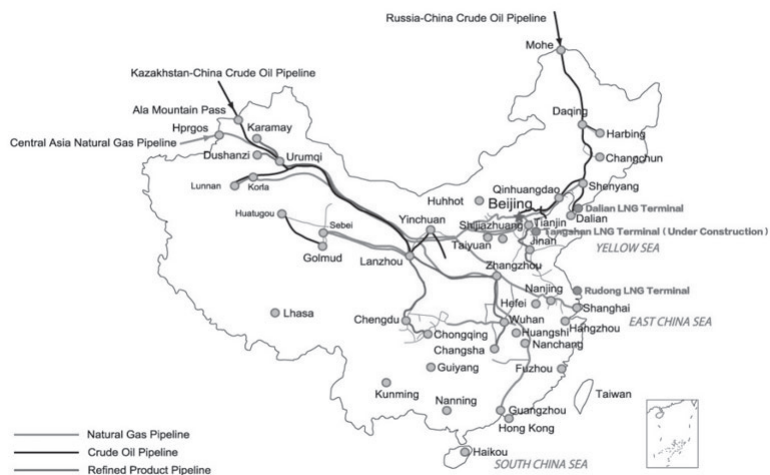 Russia-China Crude Oil Pipeline
Mohe
Kazakhstan-China Crude Oil Pipeline
Ala Mountain Pass
Hprgos
Karamay
Central Asia Natural Gas Pipeline
Dushanzi
Urumqi
Lunnan
Korla
Daqing
Harbing
Changchun
Shenyang
Qinhuangdao
Huhhot
Beijing
Dalian LNG Terminal
Dalian
Tianjin
Shijiazhuang
Tangshan LNG Terminal ( Under Construction )
Huatugou
Sebei
Yinchuan
Taiyuan
Jinan
YELLOW SEA
Golmud
Lanzhou
Zhangzhou
Nanjing
Rudong LNG Terminal
Hefei
Shanghai
Lhasa
Chengdu
Wuhan
Hangzhou
EAST CHINA SEA
Chongqing
Huangshi
Changsha
Nanchang
Guiyang
Fuzhou
Kunming
Taiwan
Nanning
Guangzhou
Hong Kong
Haikou
SOUTH CHINA SEA
Natural Gas Pipeline
Crude Oil Pipeline
Refined Product Pipeline